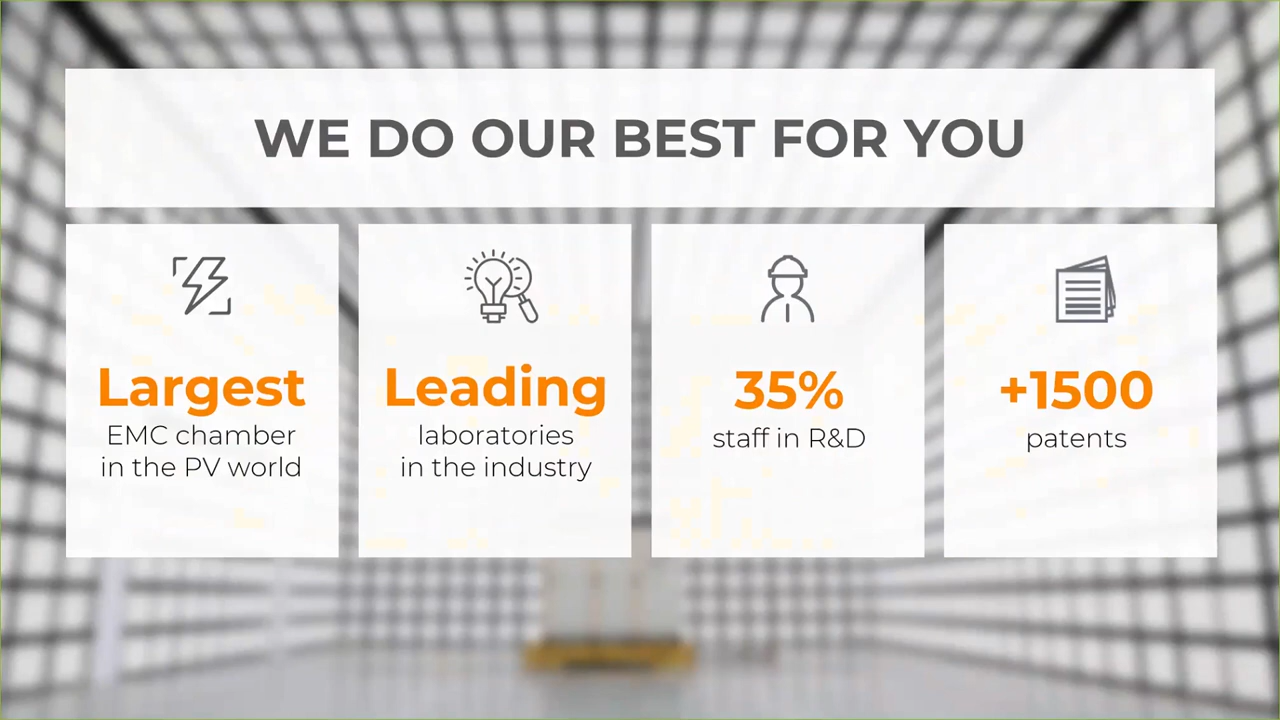 WE DO OUR BEST FOR YOU
Largest
EMC chamber
in the PV world
Leading
laboratories
in the industry
35%
staff in R&D
+1500
patents